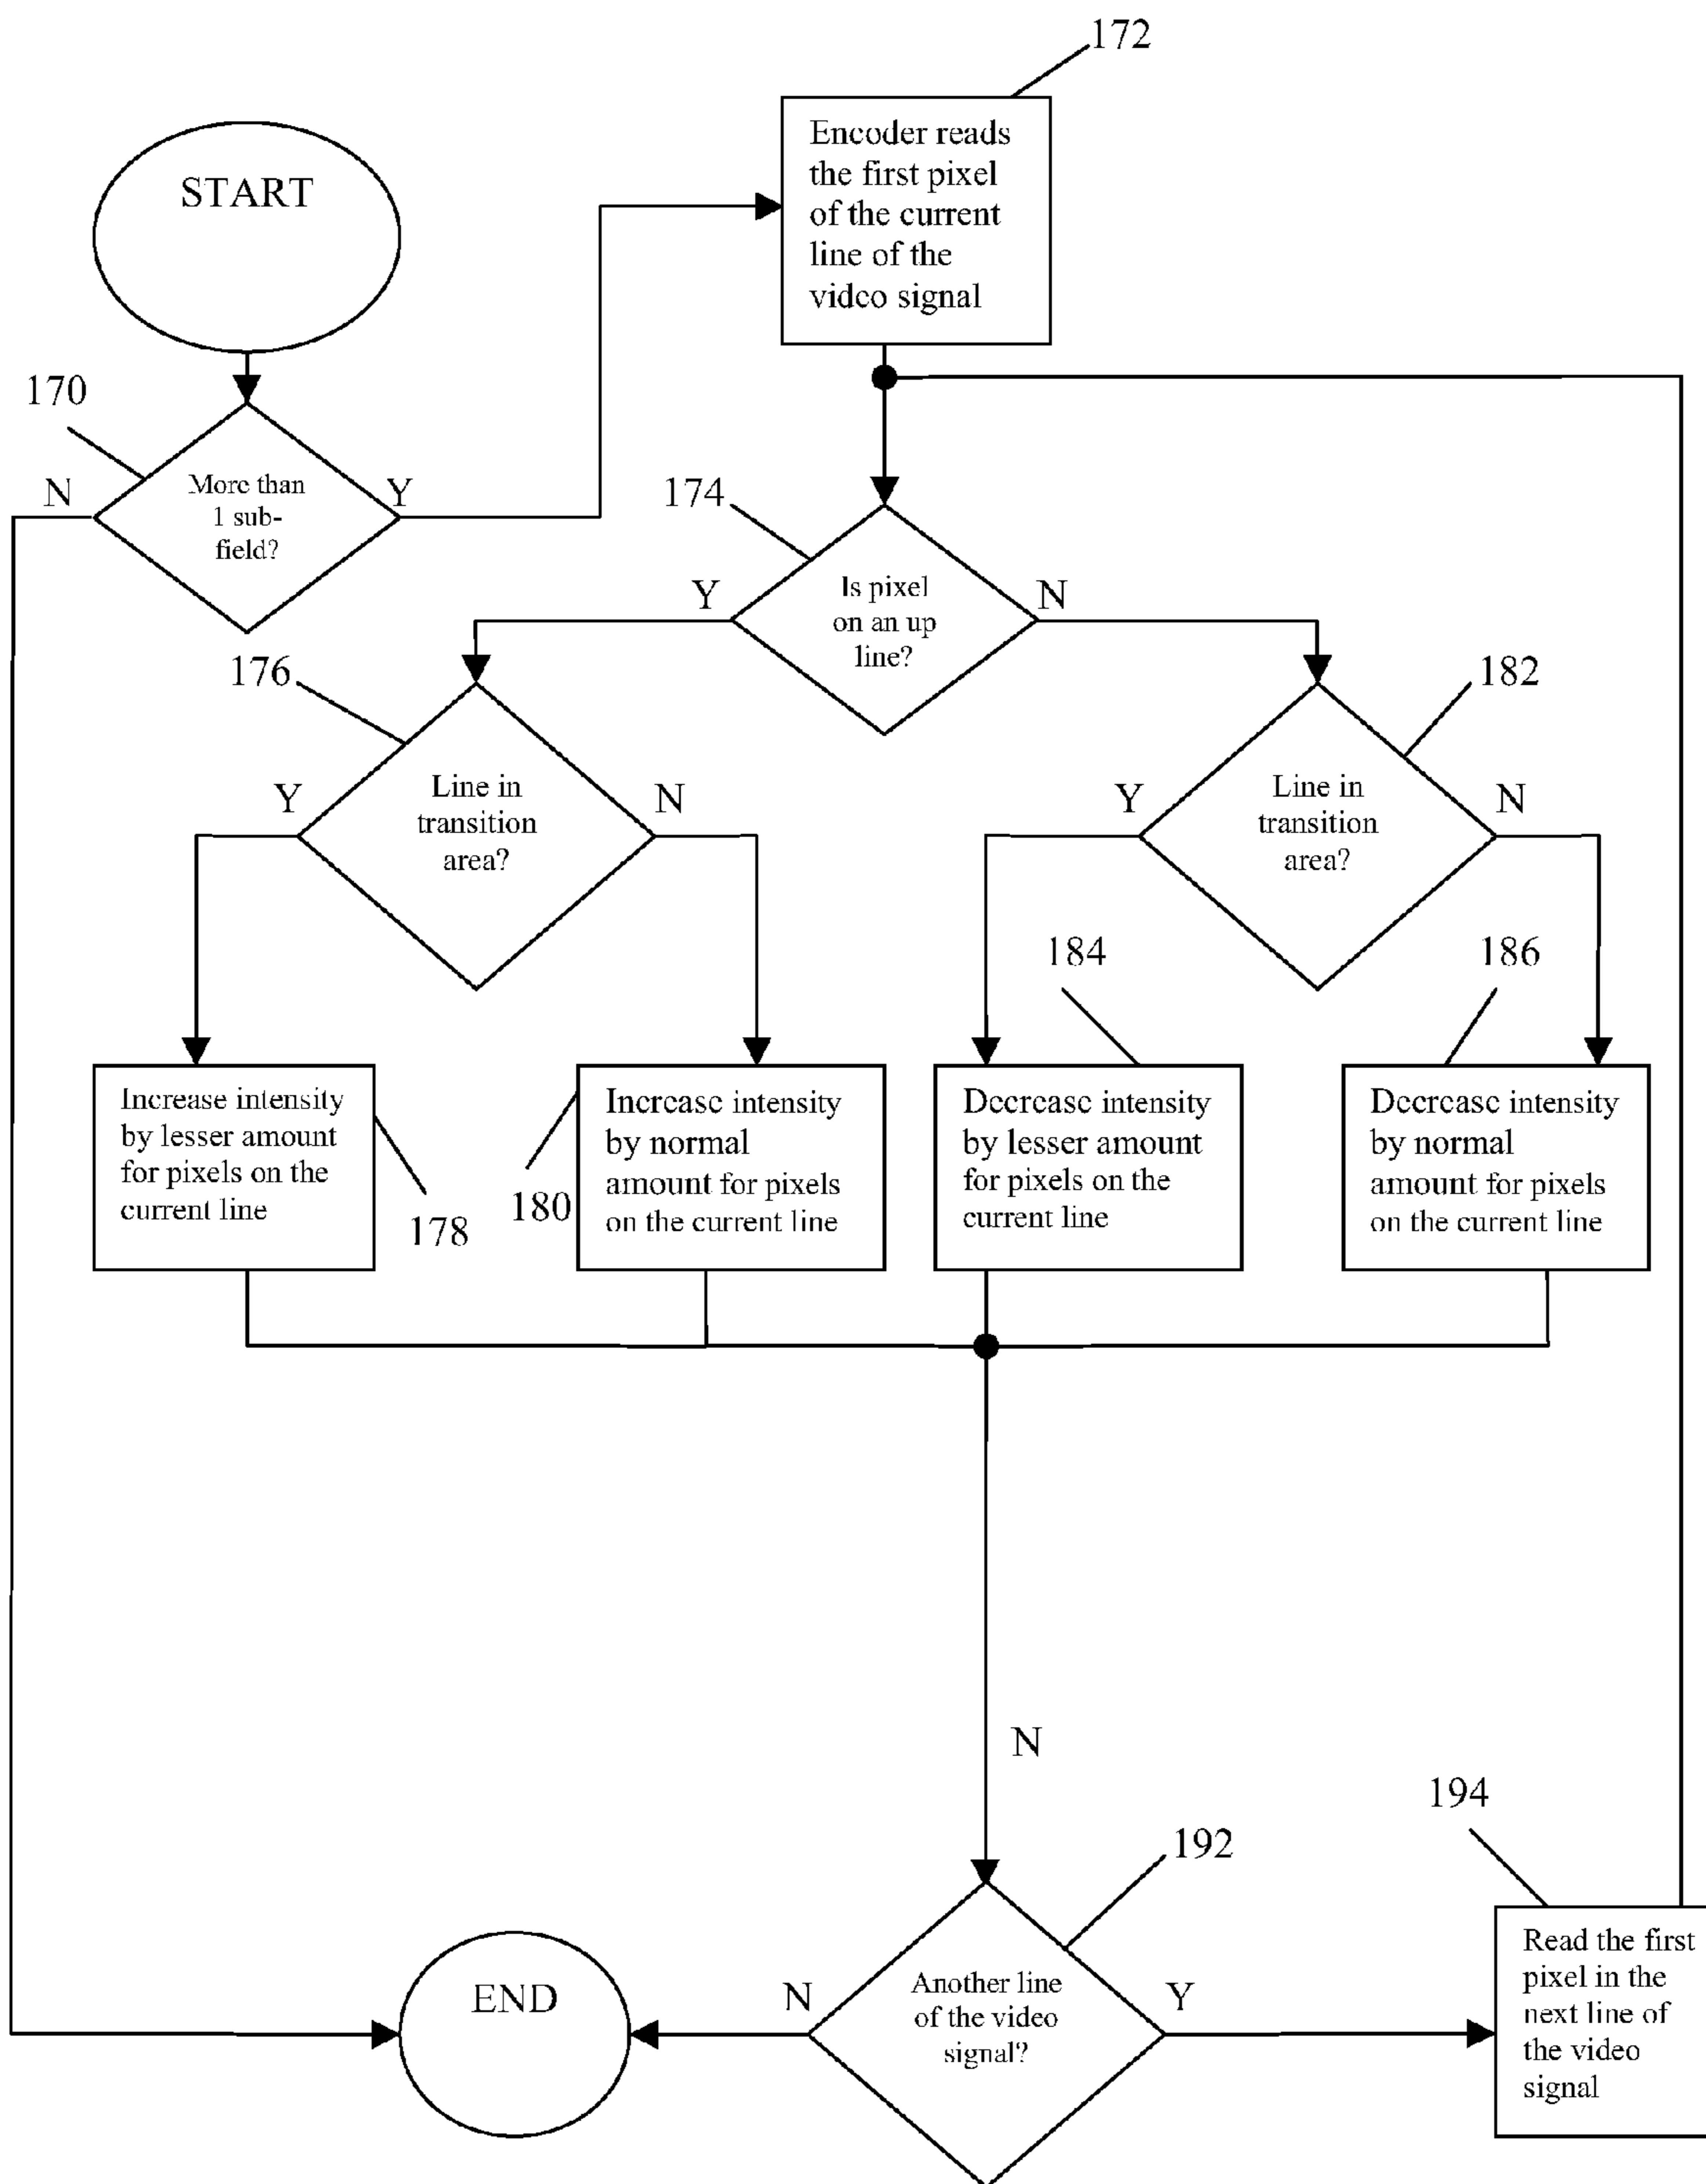 172
Encoder reads
the first pixel
of the current
line of the
video signal
START
170
N
Y
More than
1 sub-
field?
174
Y
N
Is pixel
on an up
line?
176
182
Y
N
Line in
transition
area?
Y
N
Line in
transition
area?
184
186
Increase intensity
by lesser amount
for pixels on the
current line
178
180
Increase intensity
by normal
amount for pixels
on the current line
Decrease intensity
by lesser amount
for pixels on the
current line
Decrease intensity
by normal
amount for pixels
on the current line
N
194
192
END
N
Another line
of the video
signal?
Y
Read the first
pixel in the
next line of
the video
signal